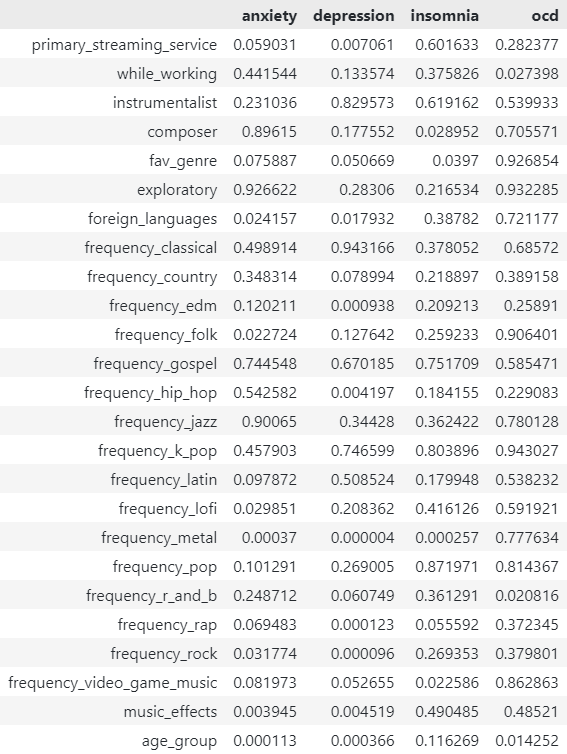 anxiety depression insomnia ocd
primary_streaming_service 0.059031 0.007061 0.601633 0.282377
while_working 0.441544 0.133574 0.375826 0.027398
instrumentalist 0.231036 0.829573 0.619162 0.539933
composer 0.89615 0.177552 0.028952 0.705571
fav_genre 0.075887 0.050669 0.0397 0.926854
exploratory 0.926622 0.28306 0.216534 0.932285
foreign_languages 0.024157 0.017932 0.38782 0.721177
frequency_classical 0.498914 0.943166 0.378052 0.68572
frequency_country 0.348314 0.078994 0.218897 0.389158
frequency_edm 0.120211 0.000938 0.209213 0.25891
frequency_folk 0.022724 0.127642 0.259233 0.906401
frequency_gospel 0.744548 0.670185 0.751709 0.585471
frequency_hip_hop 0.542582 0.004197 0.184155 0.229083
frequency_jazz 0.90065 0.34428 0.362422 0.780128
frequency_k_pop 0.457903 0.746599 0.803896 0.943027
frequency_latin 0.097872 0.508524 0.179948 0.538232
frequency_lofi 0.029851 0.208362 0.416126 0.591921
frequency_metal 0.00037 0.000004 0.000257 0.777634
frequency_pop 0.101291 0.269005 0.871971 0.814367
frequency_r_and_b 0.248712 0.060749 0.361291 0.020816
frequency_rap 0.069483 0.000123 0.055592 0.372345
frequency_rock 0.031774 0.000096 0.269353 0.379801
frequency_video_game_music 0.081973 0.052655 0.022586 0.862863
music_effects 0.003945 0.004519 0.490485 0.48521
age_group 0.000113 0.000366 0.116269 0.014252